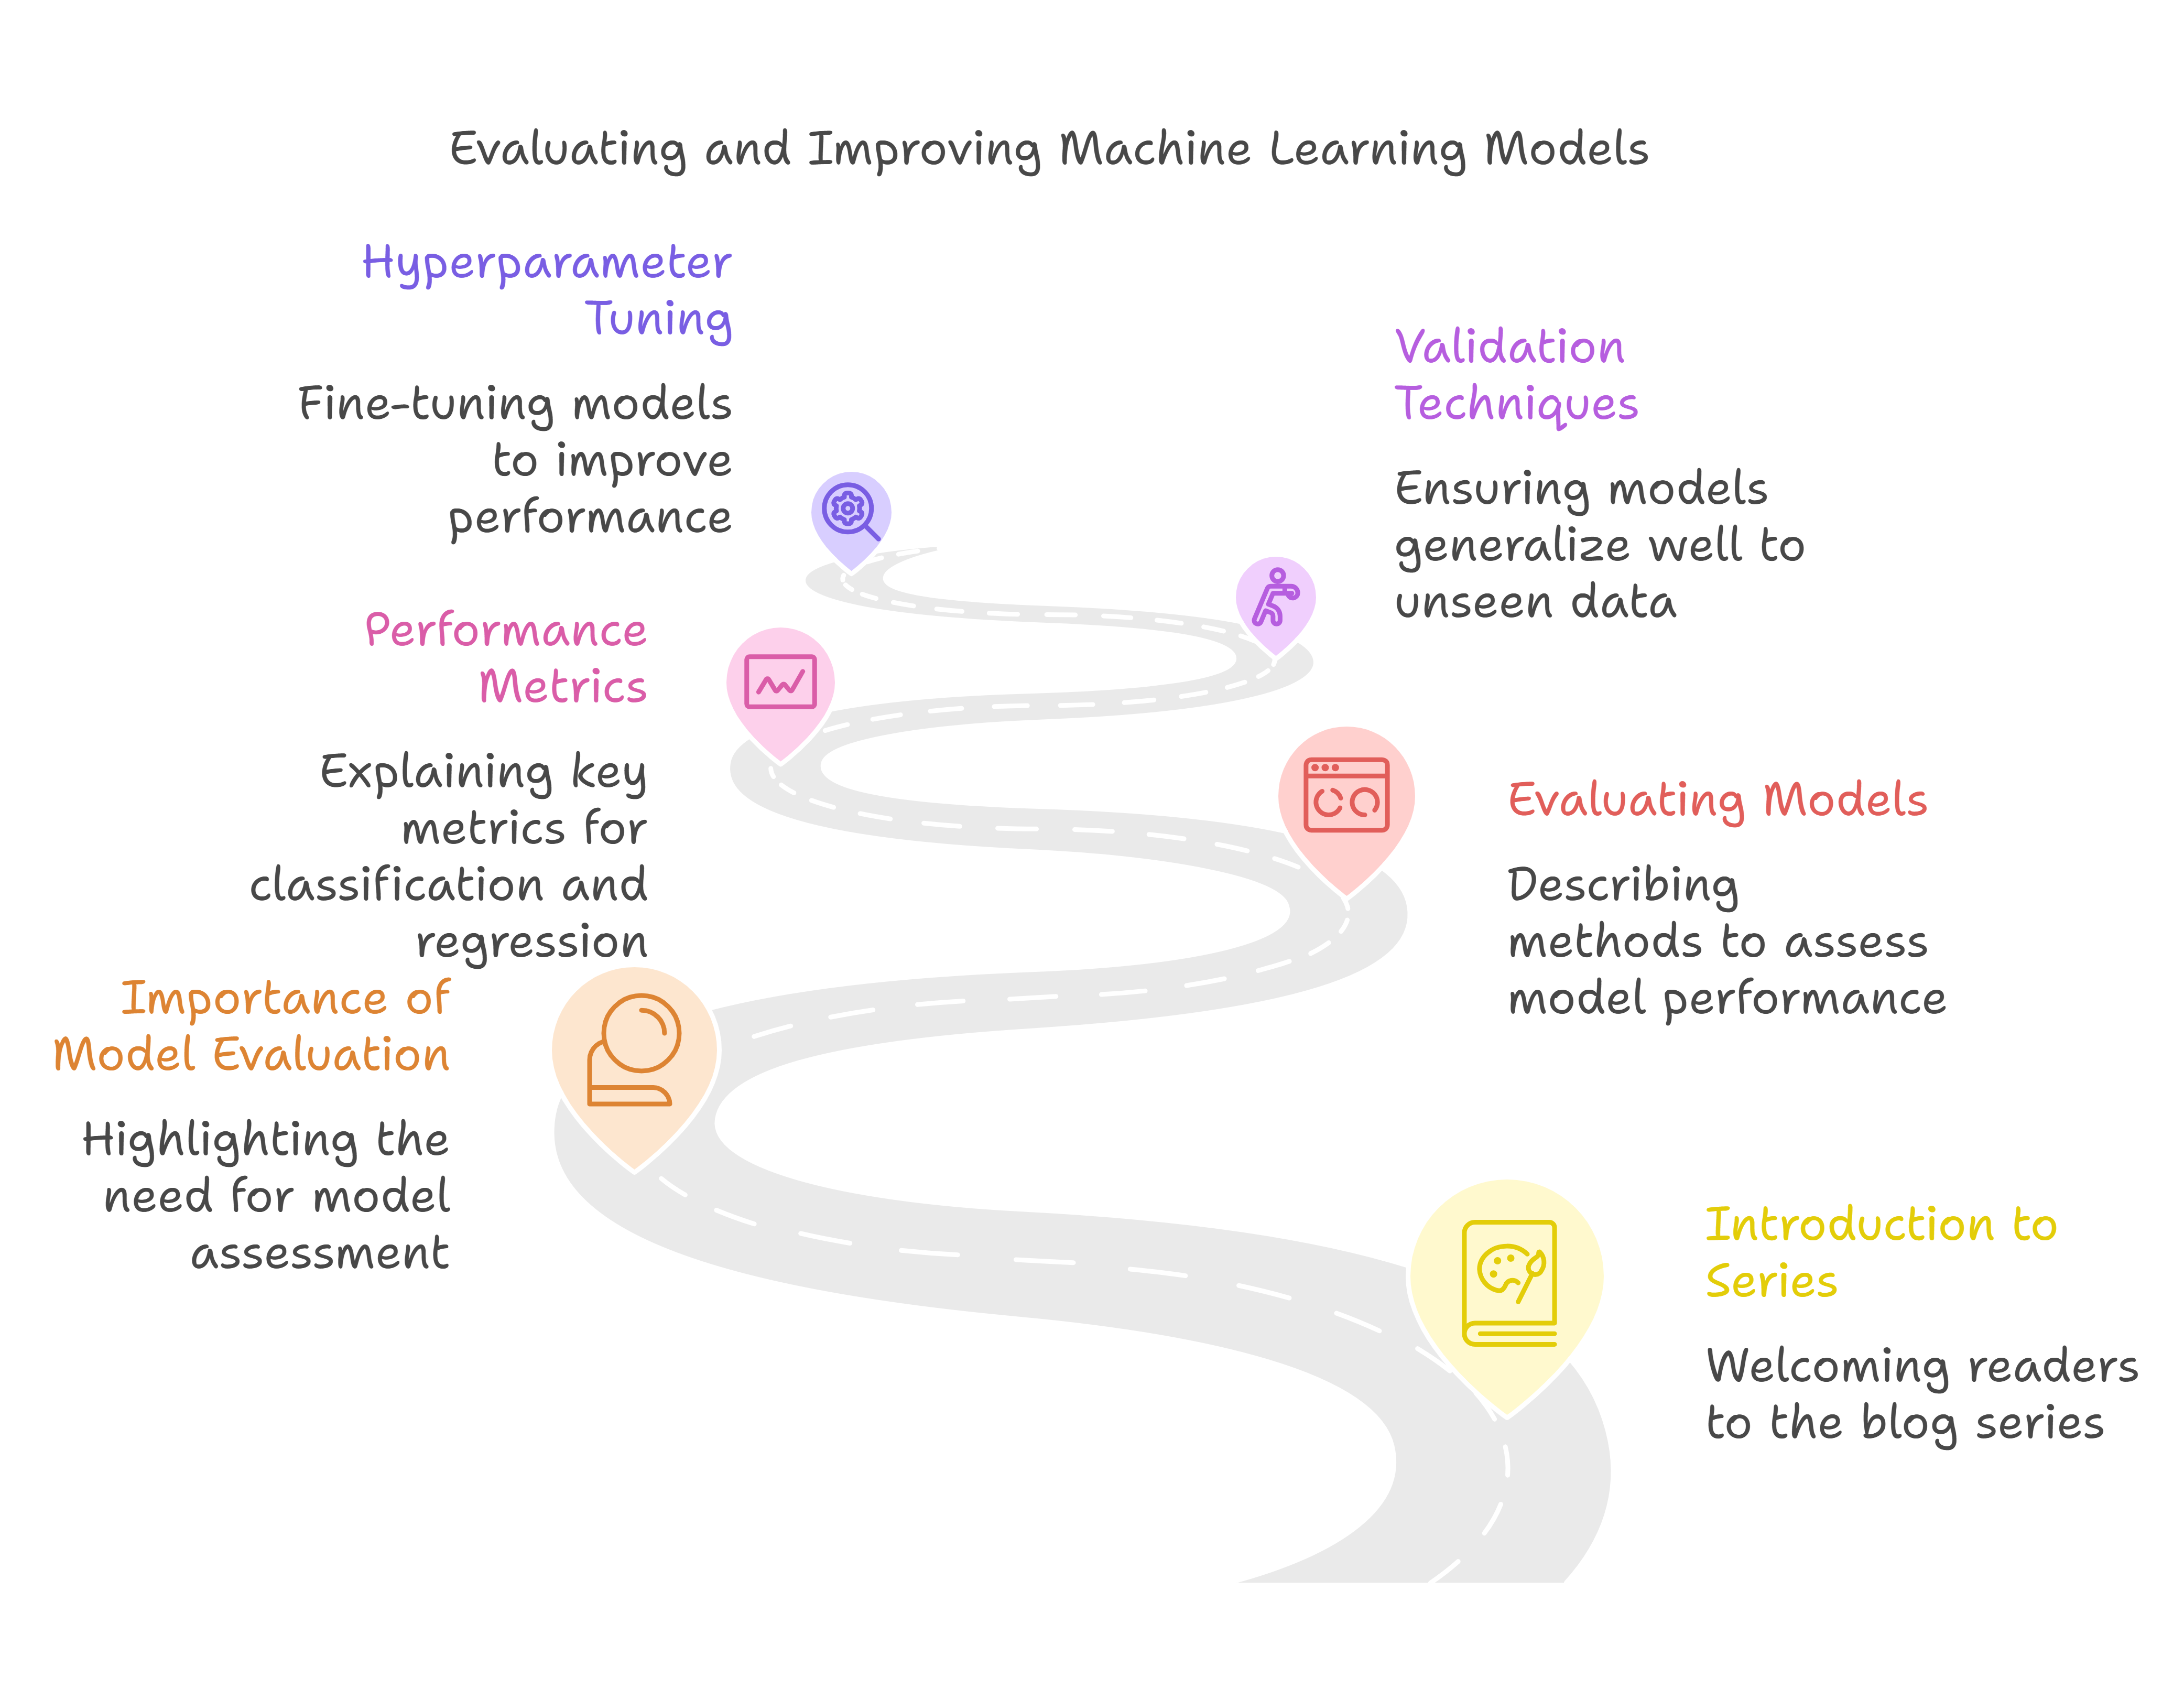 Evaluating and Improving Machine Learning Models
Hyperparameter
Tuning
Fine-tuning models
to improve
performance
Validation
Techniques
Ensuring models
generalize well to
unseen data
Performance
Metrics
Explaining key
metrics for
classification and
regression
Evaluating Models
Describing
methods to assess
model performance
Importance of
Model Evaluation
Highlighting the
need for model
assessment
Introduction to
Series
Welcoming readers
to the blog series